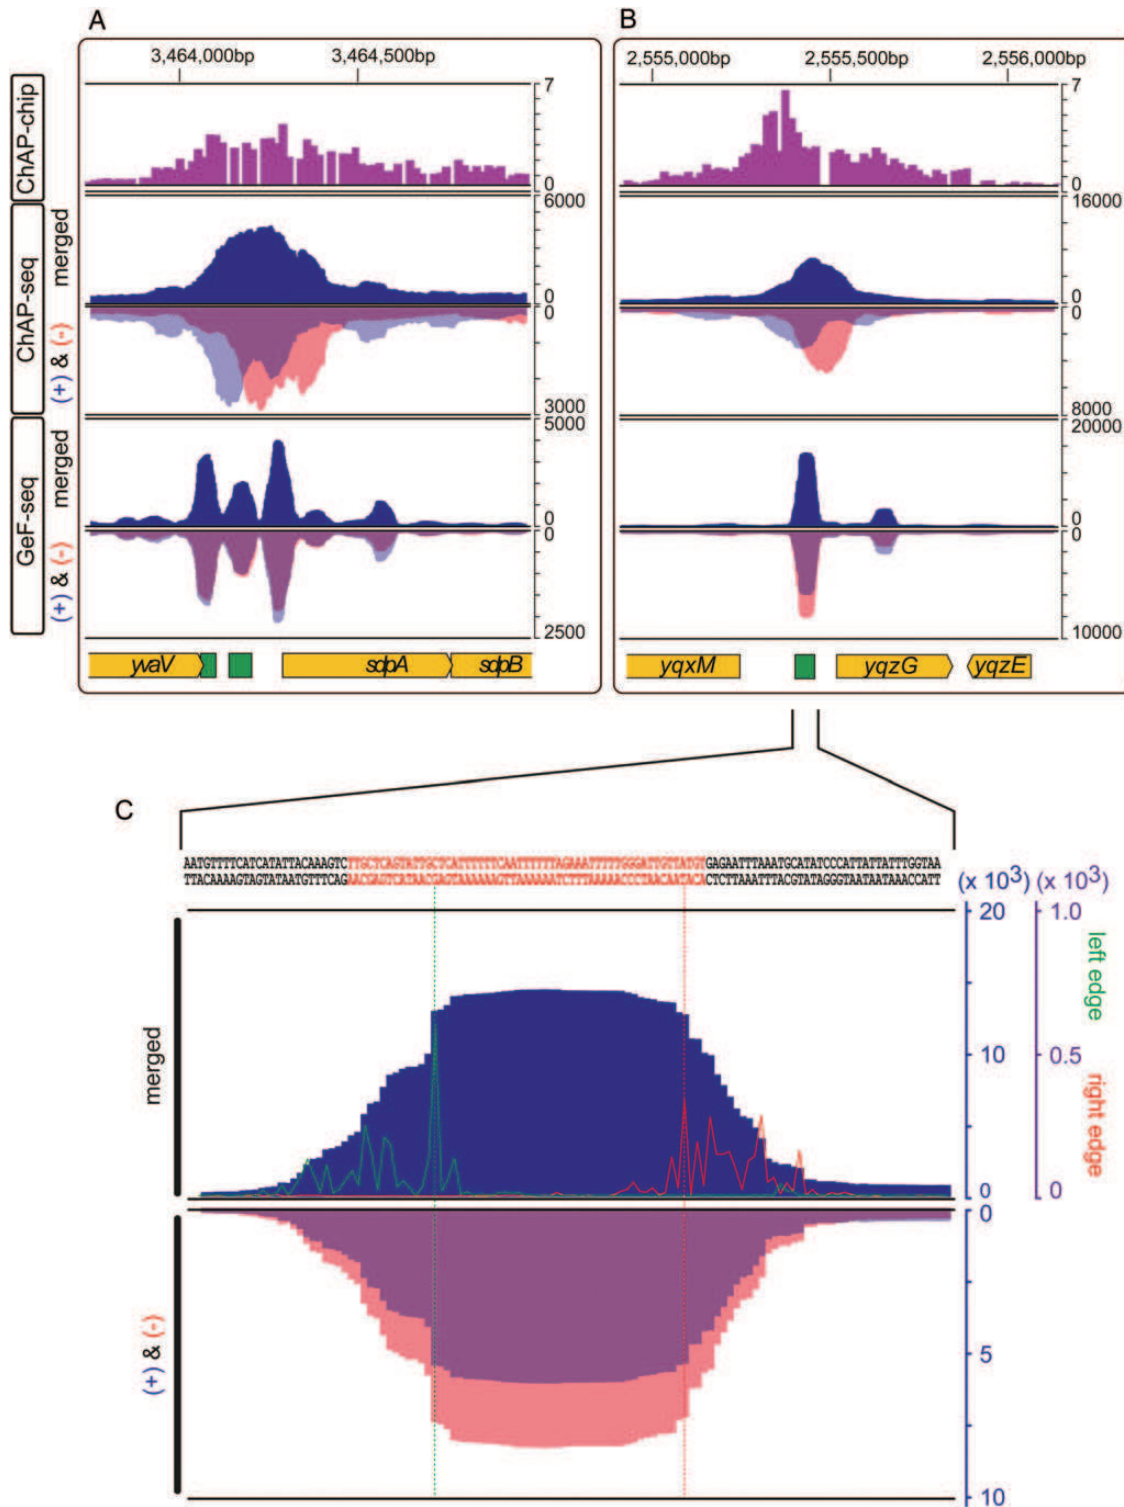 A
3,464,000bp 3,464,500bp
ChAP-chip
7
0
ChAP-seq
merged
6000
0
(+) & (-)
0
3000
GeF-seq
merged
5000
0
(+) & (-)
0
2500
yvaV sdpA sdpB
B
2,555,000bp 2,555,500bp 2,556,000bp
7
0
16000
0
0
8000
20000
0
0
10000
yqxM yqzG yqzE
C
(x 10³) (x 10³)
merged
20
10
0
1.0
0.5
0
left edge
right edge
(+) & (-)
0
5
10